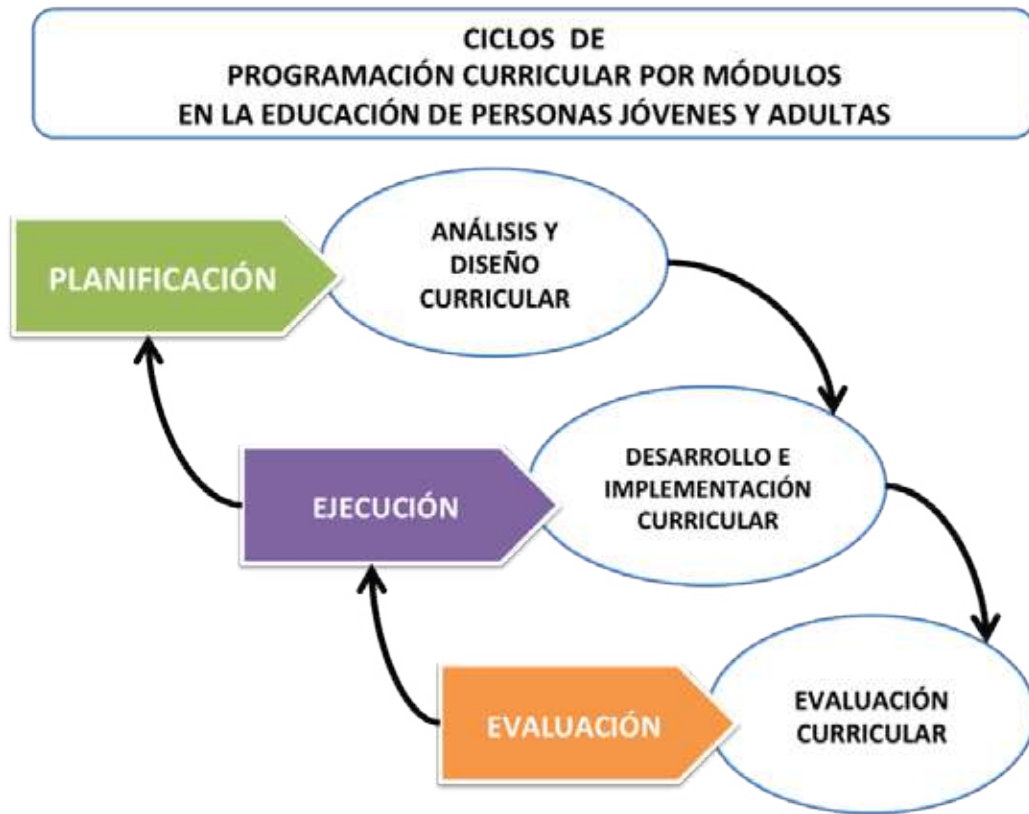 CICLOS DE
PROGRAMACIÓN CURRICULAR POR MÓDULOS
EN LA EDUCACIÓN DE PERSONAS JÓVENES Y ADULTAS
PLANIFICACIÓN
ANÁLISIS Y
DISEÑO
CURRICULAR
EJECUCIÓN
DESARROLLO E
IMPLEMENTACIÓN
CURRICULAR
EVALUACIÓN
EVALUACIÓN
CURRICULAR